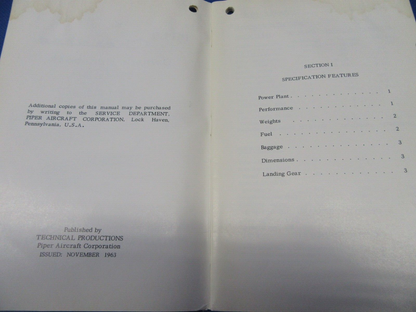 Additional copies of this manual may be purchased
by writing to the SERVICE DEPARTMENT,
PIPER AIRCRAFT CORPORATION, Lock Haven,
Pennsylvania, U.S.A.
Published by
TECHNICAL PRODUCTIONS
Piper Aircraft Corporation
ISSUED: NOVEMBER 1963
SECTION I
SPECIFICATION FEATURES
Power Plant . . . . . . . . . . . 1
Performance . . . . . . . . . . . 1
Weights . . . . . . . . . . . 2
Fuel . . . . . . . . . . . 2
Baggage . . . . . . . . . . . 3
Dimensions . . . . . . . . . . . 3
Landing Gear . . . . . . . . . . . 3